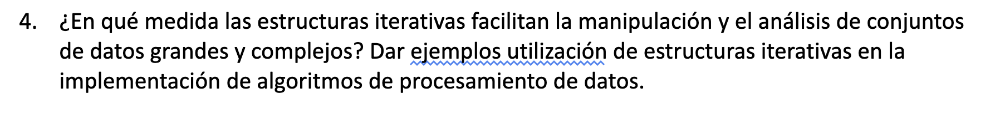 4. ¿En qué medida las estructuras iterativas facilitan la manipulación y el análisis de conjuntos
de datos grandes y complejos? Dar ejemplos utilización de estructuras iterativas en la
implementación de algoritmos de procesamiento de datos.